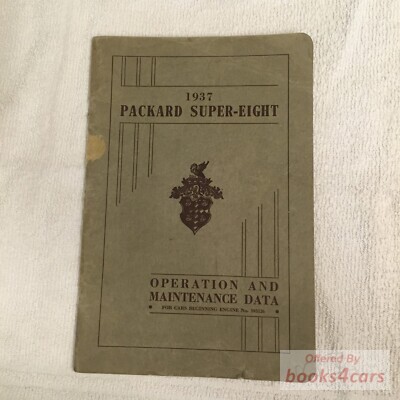 1937
PACKARD SUPER-EIGHT
OPERATION AND
MAINTENANCE DATA
FOR CARS BEGINNING ENGINE No.
Offered By
books4cars